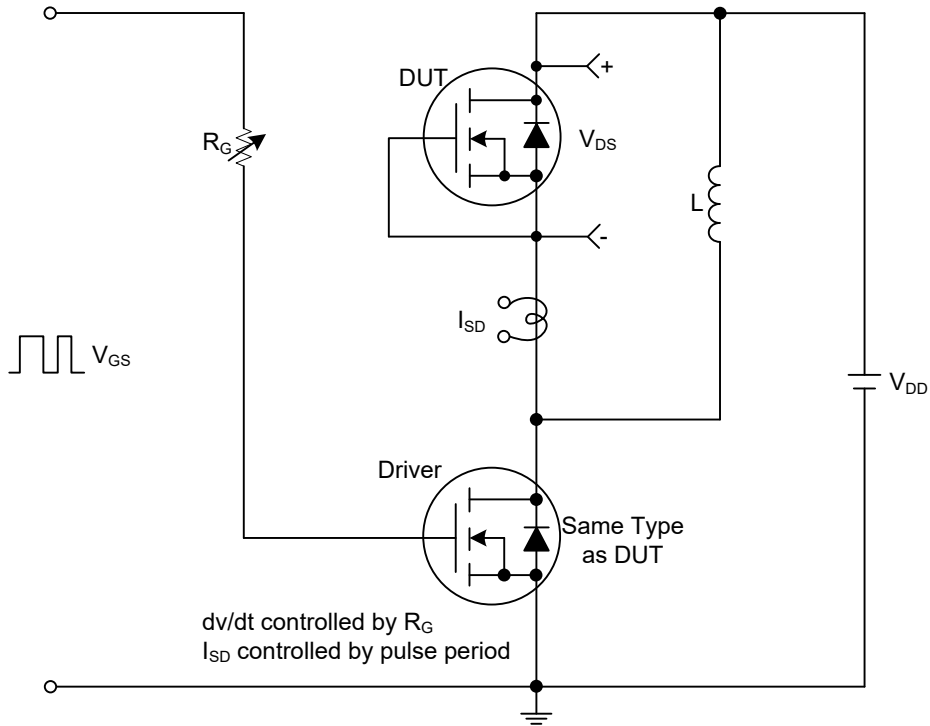 DUT
+
R_G
V_DS
L
-
I_SD
V_GS
V_DD
Driver
Same Type
as DUT
dv/dt controlled by R_G
I_SD controlled by pulse period